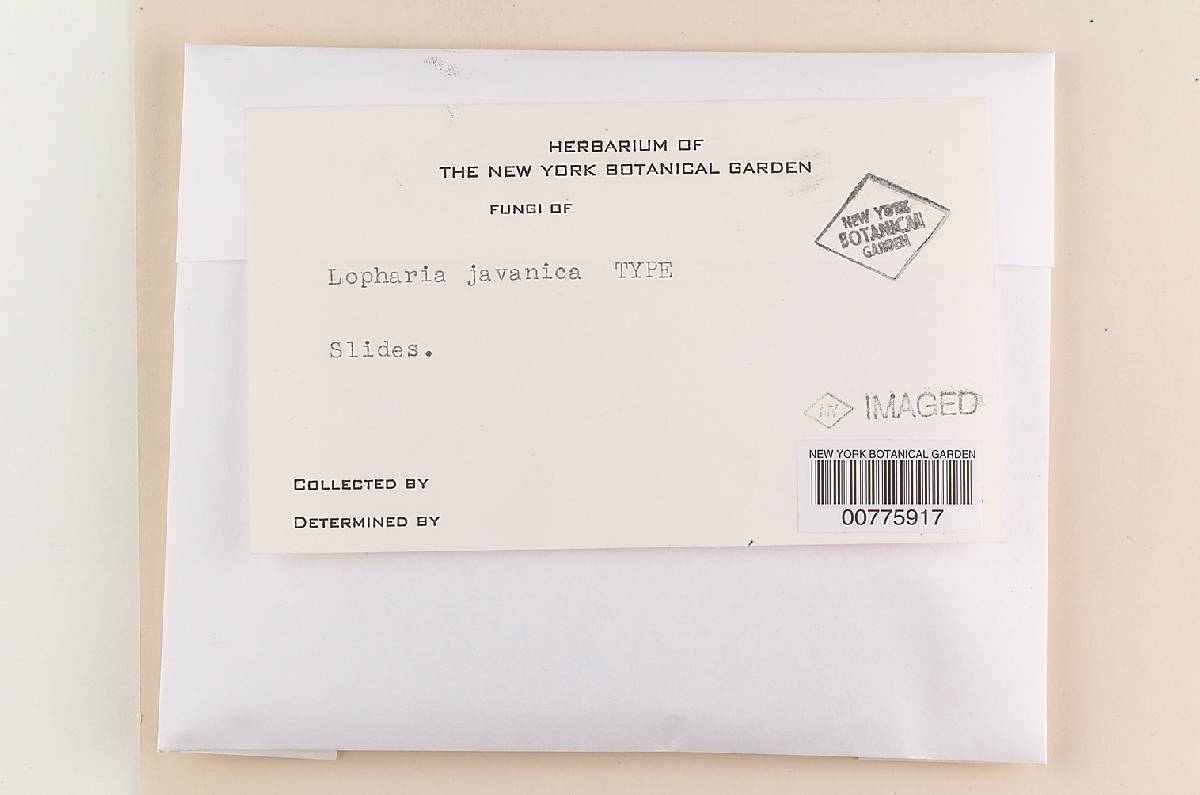 HERBARIUM OF
THE NEW YORK BOTANICAL GARDEN
FUNGI OF
NEW YORK
BOTANICAL
GARDEN
Lopharia javanica TYPE
Slides.
NY IMAGED
NEW YORK BOTANICAL GARDEN
00775917
COLLECTED BY
DETERMINED BY